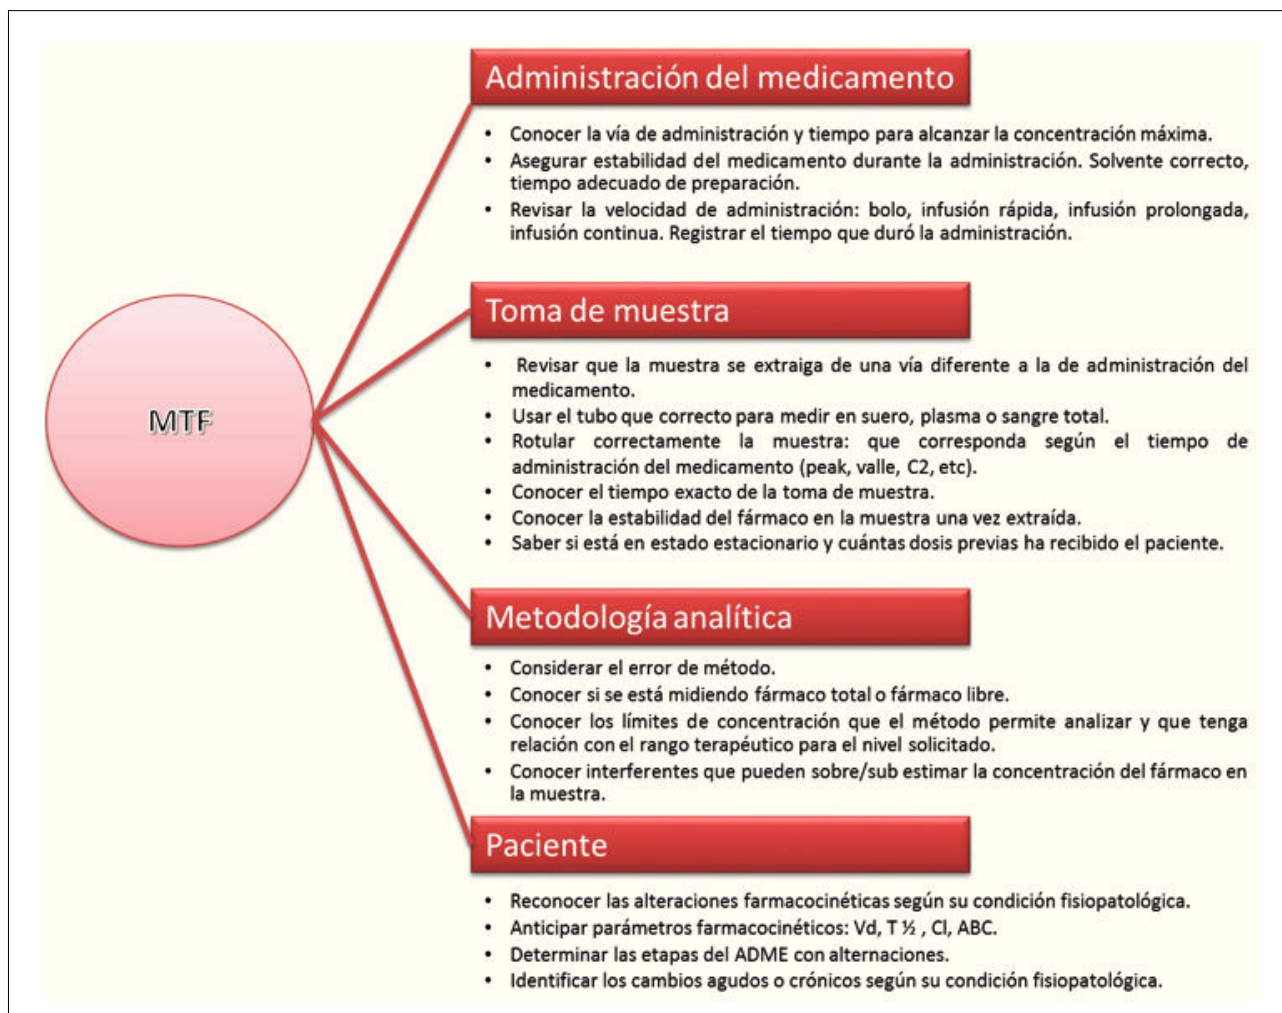 Administración del medicamento
• Conocer la vía de administración y tiempo para alcanzar la concentración máxima.
• Asegurar estabilidad del medicamento durante la administración. Solvente correcto,
tiempo adecuado de preparación.
• Revisar la velocidad de administración: bolo, infusión rápida, infusión prolongada,
infusión continua. Registrar el tiempo que duró la administración.
Toma de muestra
• Revisar que la muestra se extraiga de una vía diferente a la de administración del
medicamento.
• Usar el tubo que correcto para medir en suero, plasma o sangre total.
• Rotular correctamente la muestra: que corresponda según el tiempo de
administración del medicamento (peak, valle, C2, etc).
• Conocer el tiempo exacto de la toma de muestra.
• Conocer la estabilidad del fármaco en la muestra una vez extraída.
• Saber si está en estado estacionario y cuántas dosis previas ha recibido el paciente.
MTF
Metodología analítica
• Considerar el error de método.
• Conocer si se está midiendo fármaco total o fármaco libre.
• Conocer los límites de concentración que el método permite analizar y que tenga
relación con el rango terapéutico para el nivel solicitado.
• Conocer interferentes que pueden sobre/sub estimar la concentración del fármaco en
la muestra.
Paciente
• Reconocer las alteraciones farmacocinéticas según su condición fisiopatológica.
• Anticipar parámetros farmacocinéticos: Vd, T ½ , Cl, ABC.
• Determinar las etapas del ADME con alternaciones.
• Identificar los cambios agudos o crónicos según su condición fisiopatológica.